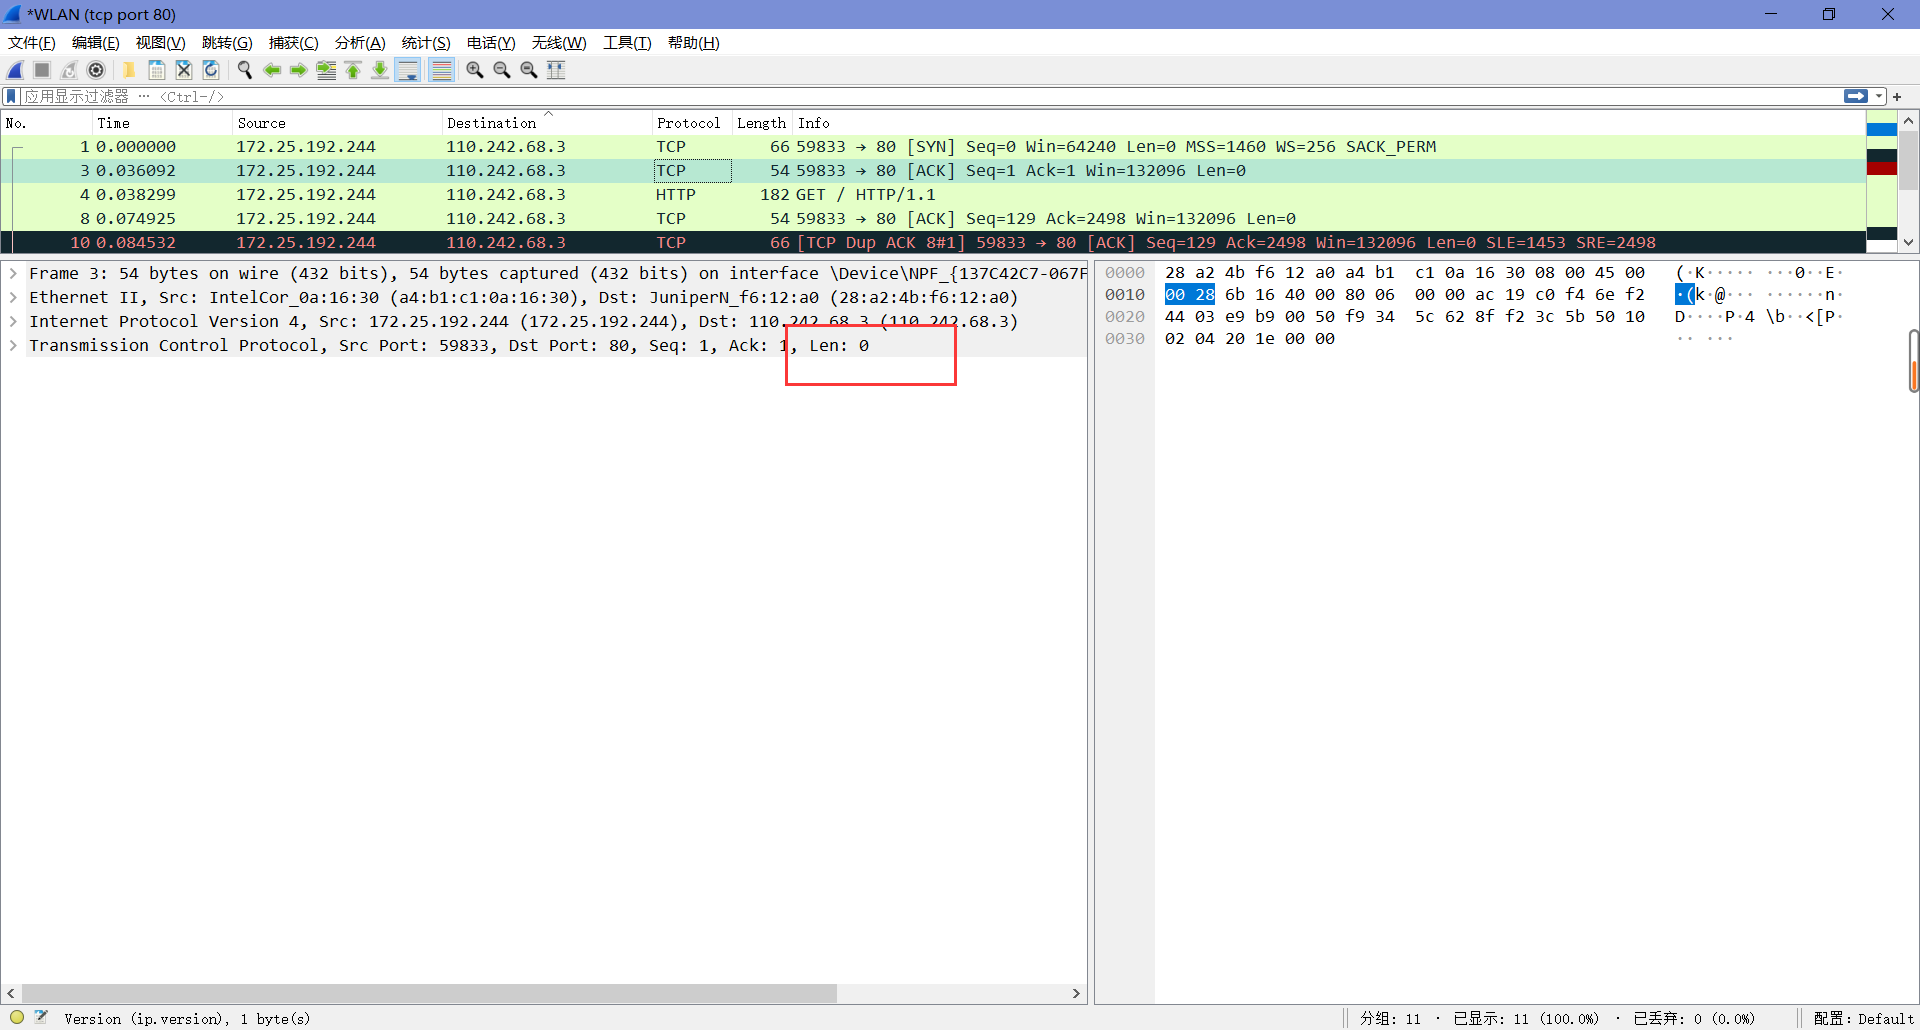 *WLAN (tcp port 80)
文件(F) 编辑(E) 视图(V) 跳转(G) 捕获(C) 分析(A) 统计(S) 电话(Y) 无线(W) 工具(T) 帮助(H)
应用显示过滤器 … <Ctrl-/>
No. Time Source Destination Protocol Length Info
1 0.000000 172.25.192.244 110.242.68.3 TCP 66 59833 → 80 [SYN] Seq=0 Win=64240 Len=0 MSS=1460 WS=256 SACK_PERM
3 0.036092 172.25.192.244 110.242.68.3 TCP 54 59833 → 80 [ACK] Seq=1 Ack=1 Win=132096 Len=0
4 0.038299 172.25.192.244 110.242.68.3 HTTP 182 GET / HTTP/1.1
8 0.074925 172.25.192.244 110.242.68.3 TCP 54 59833 → 80 [ACK] Seq=129 Ack=2498 Win=132096 Len=0
10 0.084532 172.25.192.244 110.242.68.3 TCP 66 [TCP Dup ACK 8#1] 59833 → 80 [ACK] Seq=129 Ack=2498 Win=132096 Len=0 SLE=1453 SRE=2498
Frame 3: 54 bytes on wire (432 bits), 54 bytes captured (432 bits) on interface \Device\NPF_{137C42C7-067F
Ethernet II, Src: IntelCor_0a:16:30 (a4:b1:c1:0a:16:30), Dst: JuniperN_f6:12:a0 (28:a2:4b:f6:12:a0)
Internet Protocol Version 4, Src: 172.25.192.244 (172.25.192.244), Dst: 110.242.68.3 (110.242.68.3)
Transmission Control Protocol, Src Port: 59833, Dst Port: 80, Seq: 1, Ack: 1, Len: 0
0000 28 a2 4b f6 12 a0 a4 b1 c1 0a 16 30 08 00 45 00 (·K····· ···0··E·
0010 00 28 6b 16 40 00 80 06 00 00 ac 19 c0 f4 6e f2 ·(k·@··· ······n·
0020 44 03 e9 b9 00 50 f9 34 5c 62 8f f2 3c 5b 50 10 D····P·4 \b··<[P·
0030 02 04 20 1e 00 00 ·· ···
Version (ip.version), 1 byte(s) 分组: 11 · 已显示: 11 (100.0%) · 已丢弃: 0 (0.0%) 配置: Default